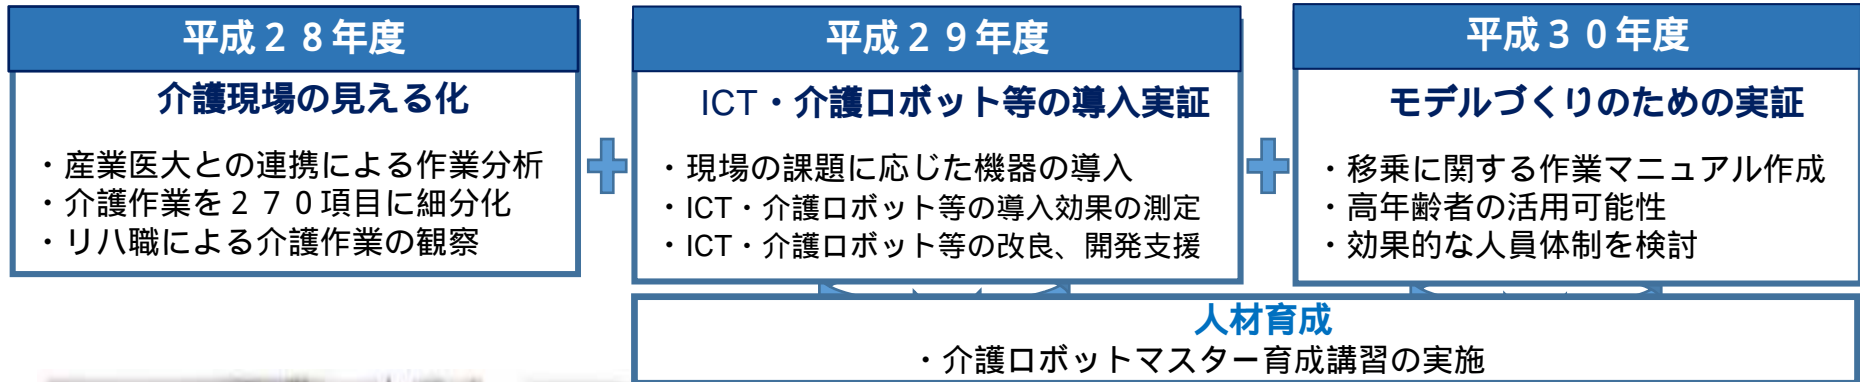 平成２８年度
介護現場の見える化
・産業医大との連携による作業分析
・介護作業を２７０項目に細分化
・リハ職による介護作業の観察
平成２９年度
ICT・介護ロボット等の導入実証
・現場の課題に応じた機器の導入
・ICT・介護ロボット等の導入効果の測定
・ICT・介護ロボット等の改良、開発支援
平成３０年度
モデルづくりのための実証
・移乗に関する作業マニュアル作成
・高年齢者の活用可能性
・効果的な人員体制を検討
人材育成
・介護ロボットマスター育成講習の実施